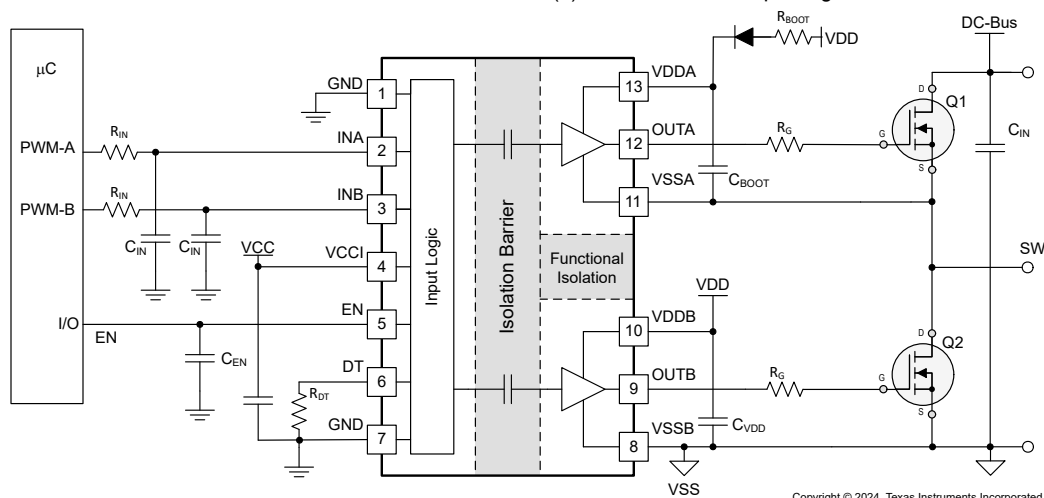 DC-Bus
R_BOOT
VDD
μC
GND
1
13
VDDA
D
Q1
R_IN
INA
PWM-A
2
12
OUTA
R_G
G
C_IN
S
VSSA
C_BOOT
R_IN
INB
PWM-B
3
11
C_IN
C_IN
VCC
VCCI
4
Input Logic
Isolation Barrier
Functional
Isolation
SW
VDD
I/O
EN
EN
5
10
VDDB
D
Q2
C_EN
DT
6
9
OUTB
R_G
G
R_DT
S
GND
7
8
VSSB
C_VDD
VSS
Copyright © 2024, Texas Instruments Incorporated